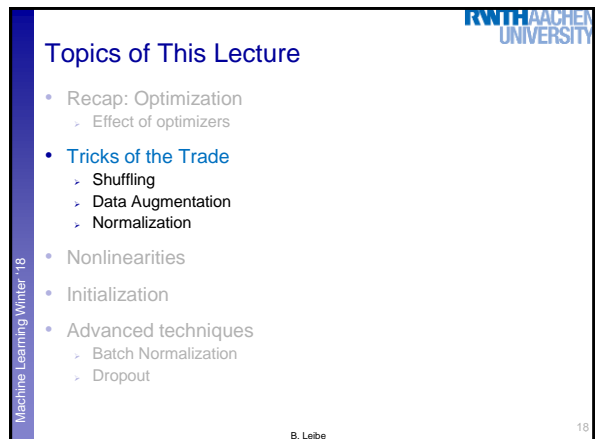 RWTHAACHEN
UNIVERSITY
Topics of This Lecture
• Recap: Optimization
➢ Effect of optimizers
• Tricks of the Trade
➢ Shuffling
➢ Data Augmentation
➢ Normalization
• Nonlinearities
• Initialization
• Advanced techniques
➢ Batch Normalization
➢ Dropout
Machine Learning Winter '18
B. Leibe
18